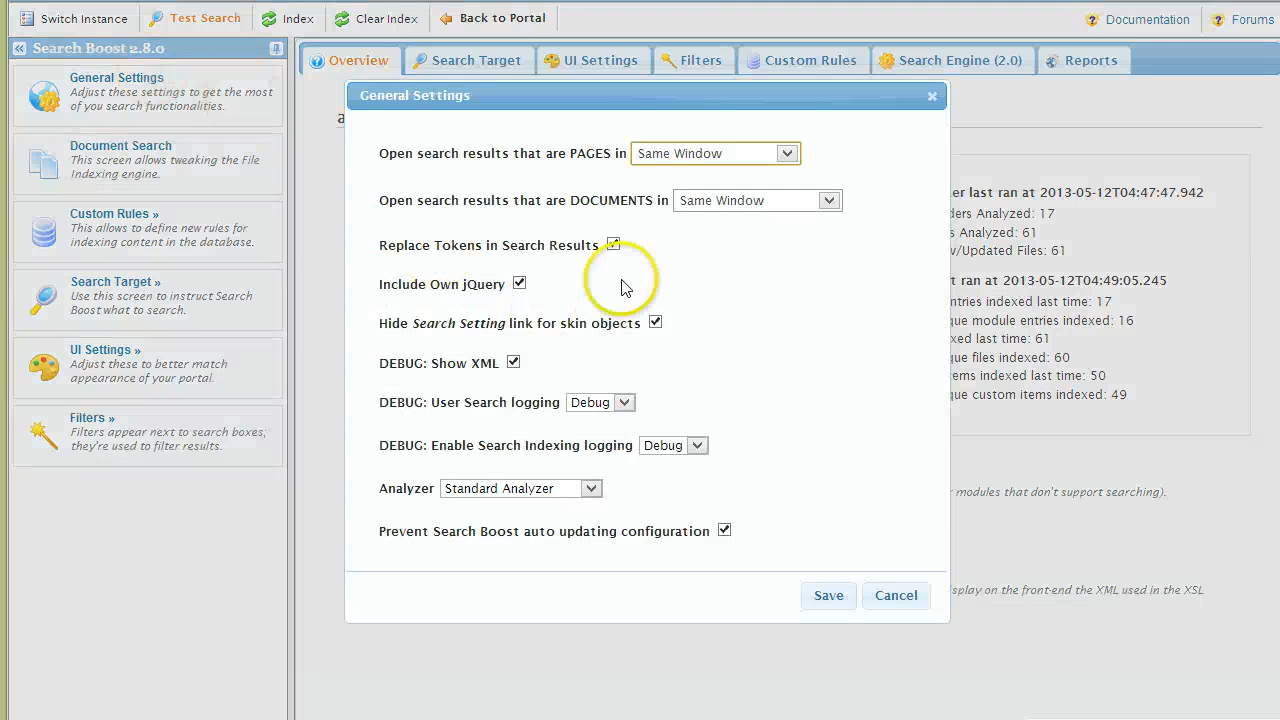 Switch Instance Test Search Index Clear Index Back to Portal Documentation Forums
Search Boost 2.8.0
General Settings
Adjust these settings to get the most
of you search functionalities.
Document Search
This screen allows tweaking the File
Indexing engine.
Custom Rules »
This allows to define new rules for
indexing content in the database.
Search Target »
Use this screen to instruct Search
Boost what to search.
UI Settings »
Adjust these to better match
appearance of your portal.
Filters »
Filters appear next to search boxes;
they're used to filter results.
Overview Search Target UI Settings Filters Custom Rules Search Engine (2.0) Reports
General Settings
Open search results that are PAGES in Same Window
Open search results that are DOCUMENTS in Same Window
Replace Tokens in Search Results
Include Own jQuery
Hide Search Setting link for skin objects
DEBUG: Show XML
DEBUG: User Search logging Debug
DEBUG: Enable Search Indexing logging Debug
Analyzer Standard Analyzer
Prevent Search Boost auto updating configuration
Save Cancel
last ran at 2013-05-12T04:47:47.942
Analyzed: 17
Analyzed: 61
/Updated Files: 61
ran at 2013-05-12T04:49:05.245
indexed last time: 17
module entries indexed: 16
last time: 61
files indexed: 60
indexed last time: 50
custom items indexed: 49
modules that don't support searching).
on the front-end the XML used in the XSL